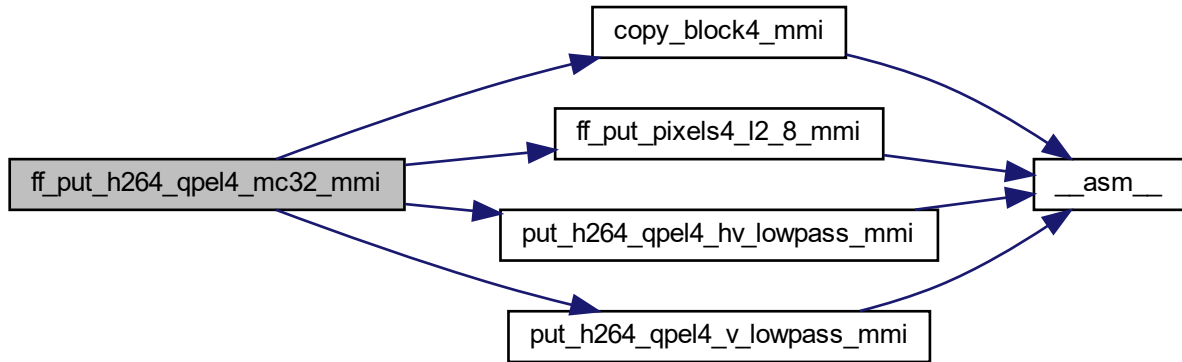 copy_block4_mmi
ff_put_pixels4_l2_8_mmi
ff_put_h264_qpel4_mc32_mmi
__asm__
put_h264_qpel4_hv_lowpass_mmi
put_h264_qpel4_v_lowpass_mmi